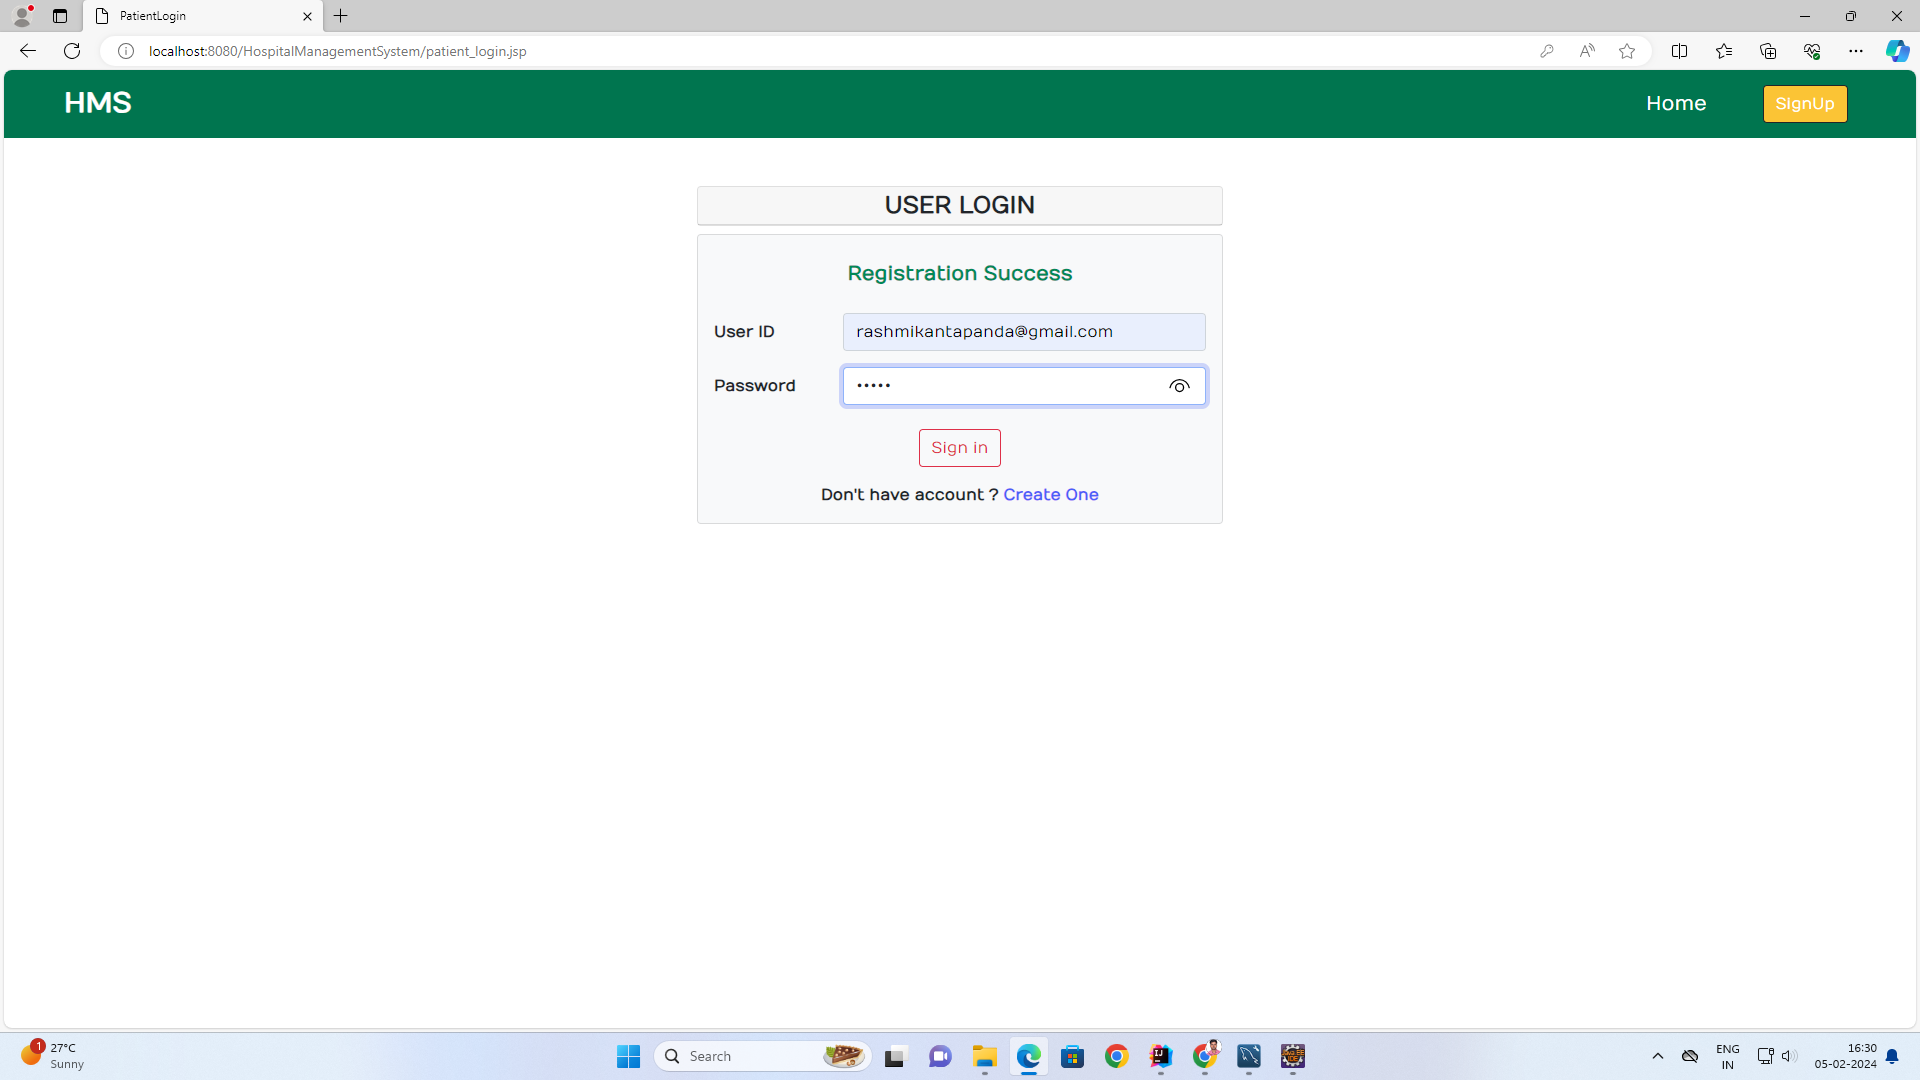 PatientLogin
localhost:8080/HospitalManagementSystem/patient_login.jsp
HMS
Home
SignUp
USER LOGIN
Registration Success
User ID
rashmikantapanda@gmail.com
Password
•••••
Sign in
Don't have account ? Create One
1
27°C
Sunny
Search
ENG
IN
16:30
05-02-2024